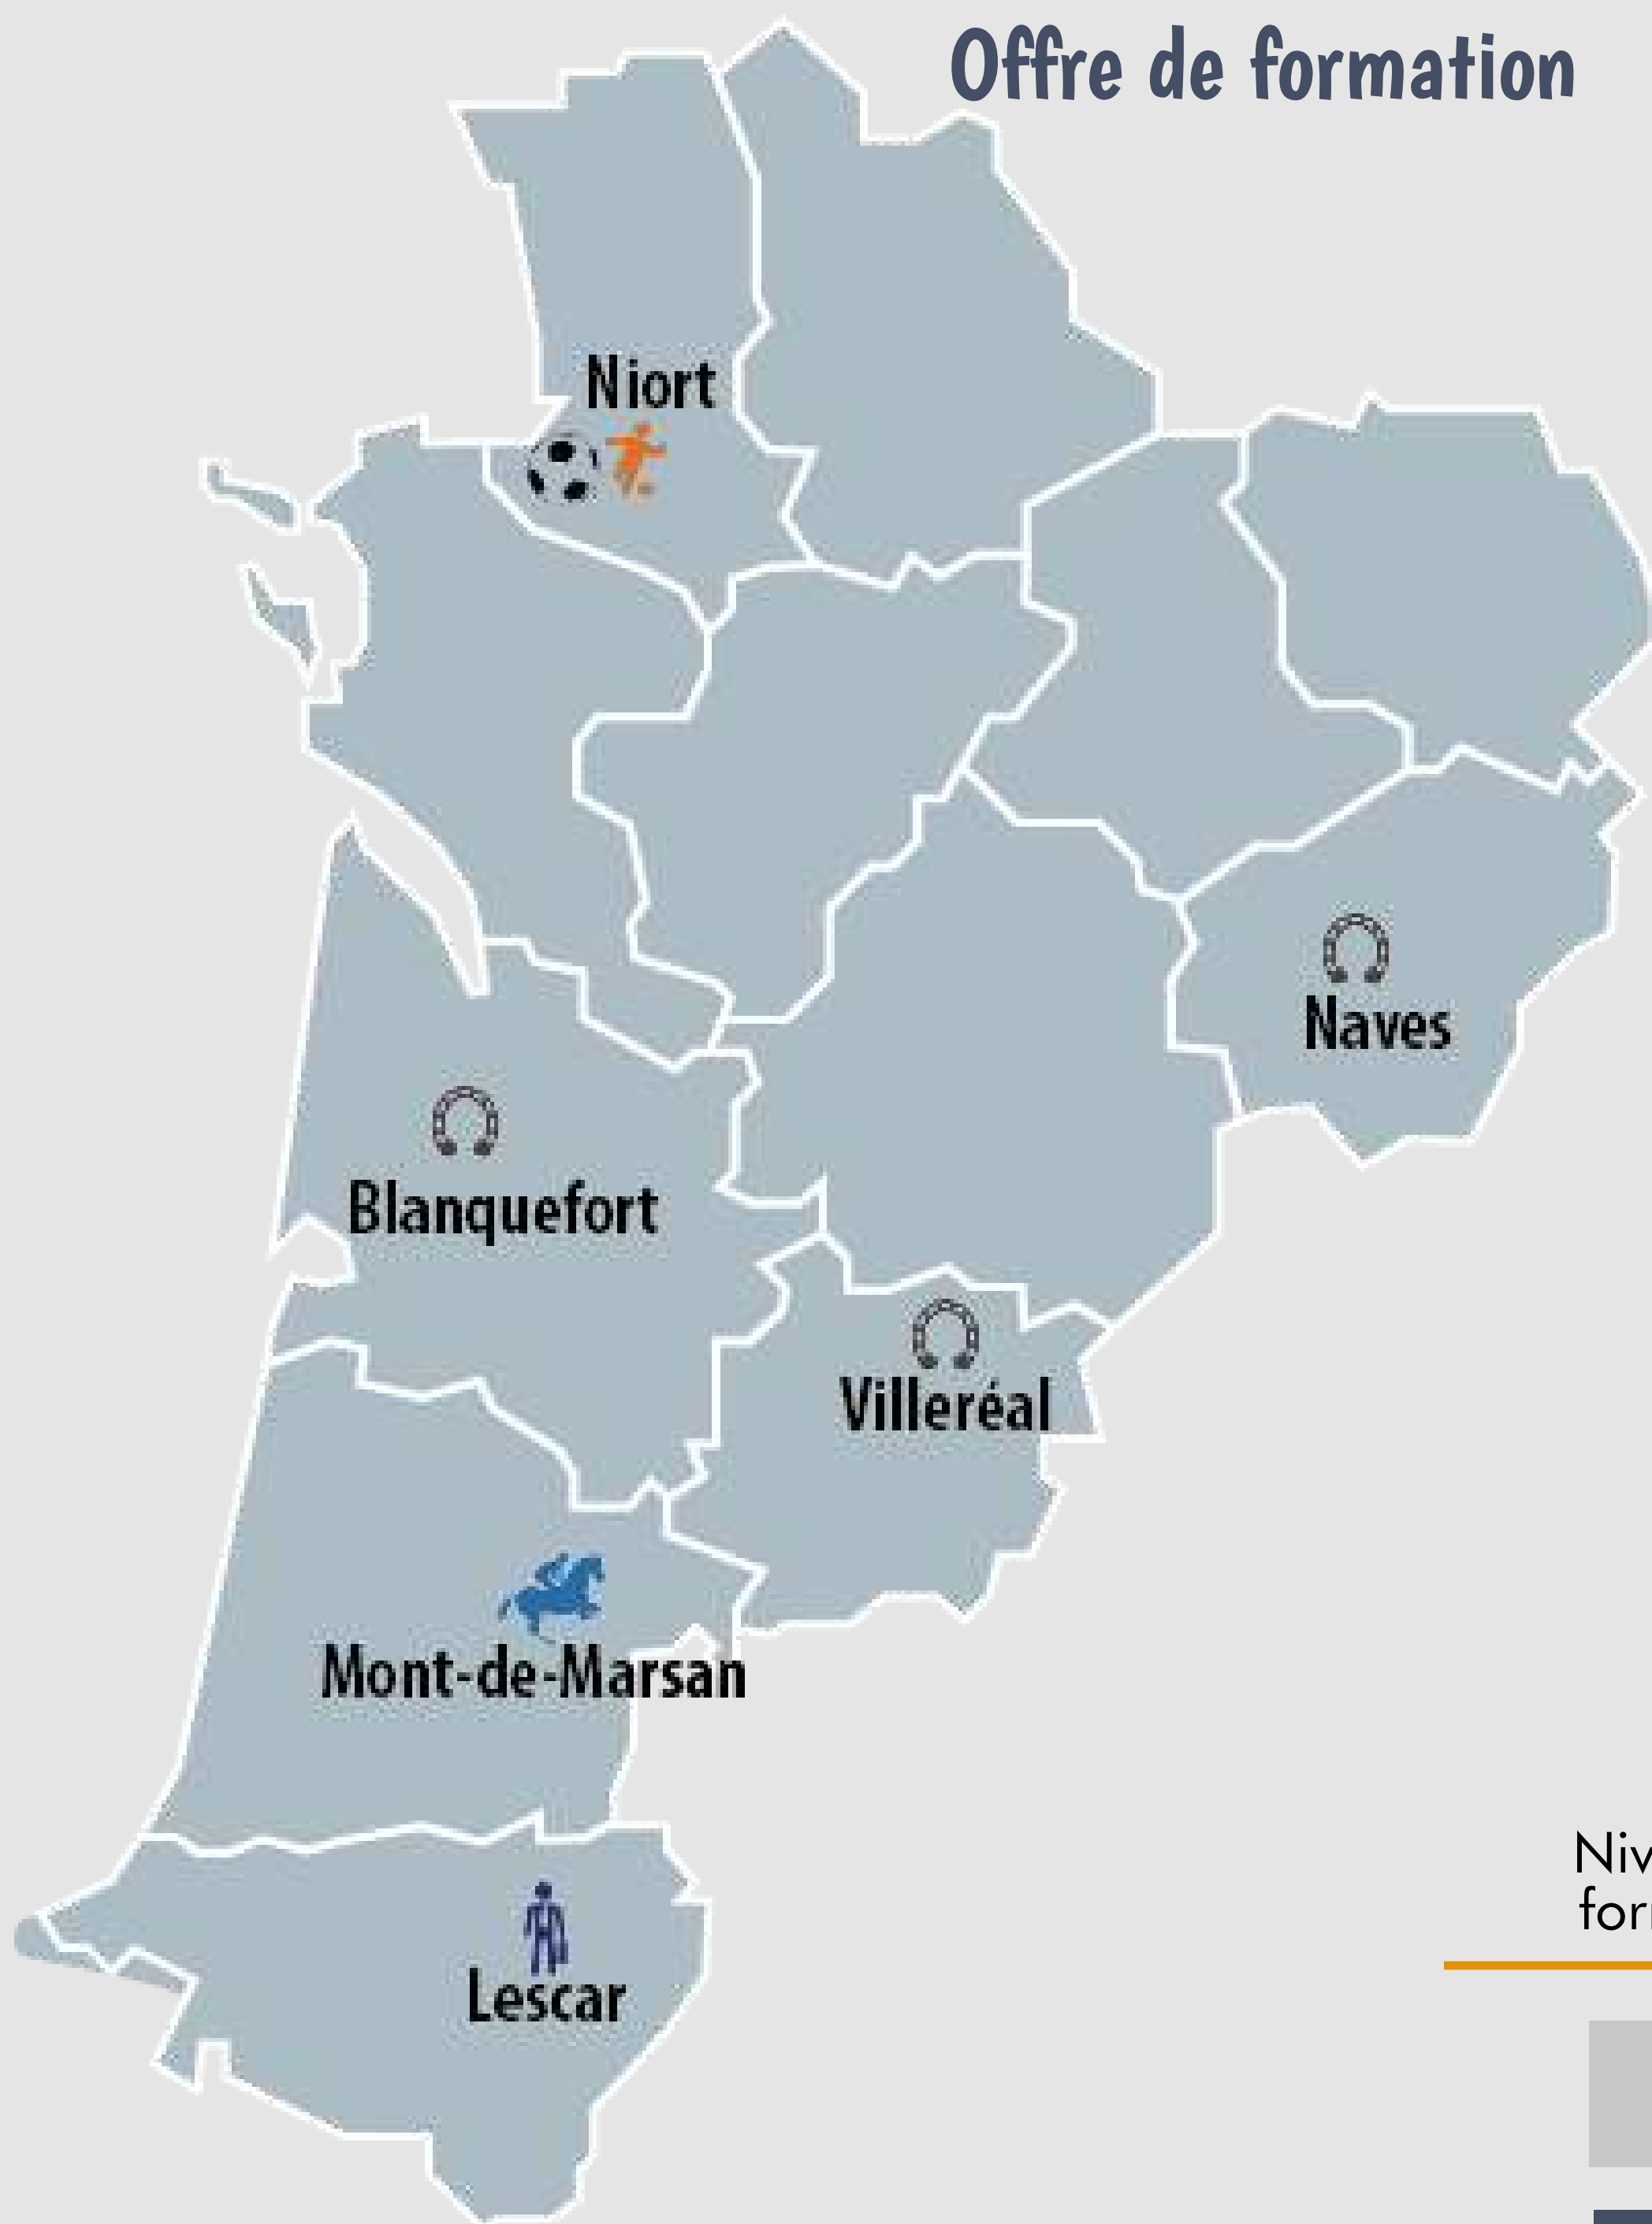 Offre de formation
Niort
Naves
Blanquefort
Villeréal
Mont-de-Marsan
Lescar